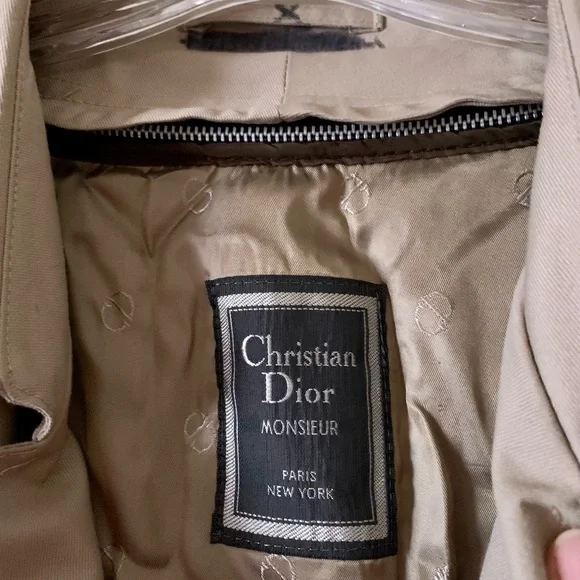 Christian
Dior
MONSIEUR
PARIS
NEW YORK